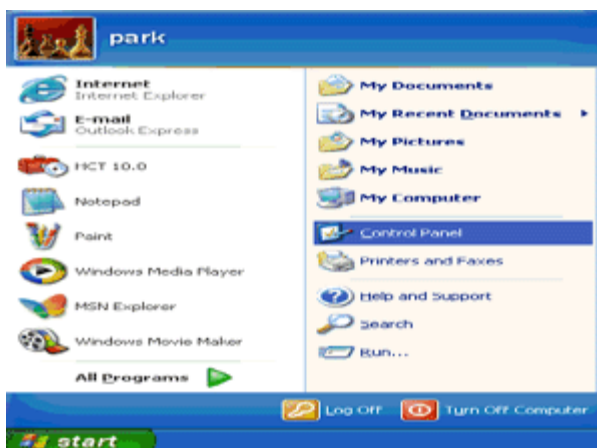 park
Internet
Internet Explorer
E-mail
Outlook Express
HCT 10.0
Notepad
Paint
Windows Media Player
MSN Explorer
Windows Movie Maker
All Programs
My Documents
My Recent Documents
My Pictures
My Music
My Computer
Control Panel
Printers and Faxes
Help and Support
Search
Run...
Log Off
Turn Off Computer
start